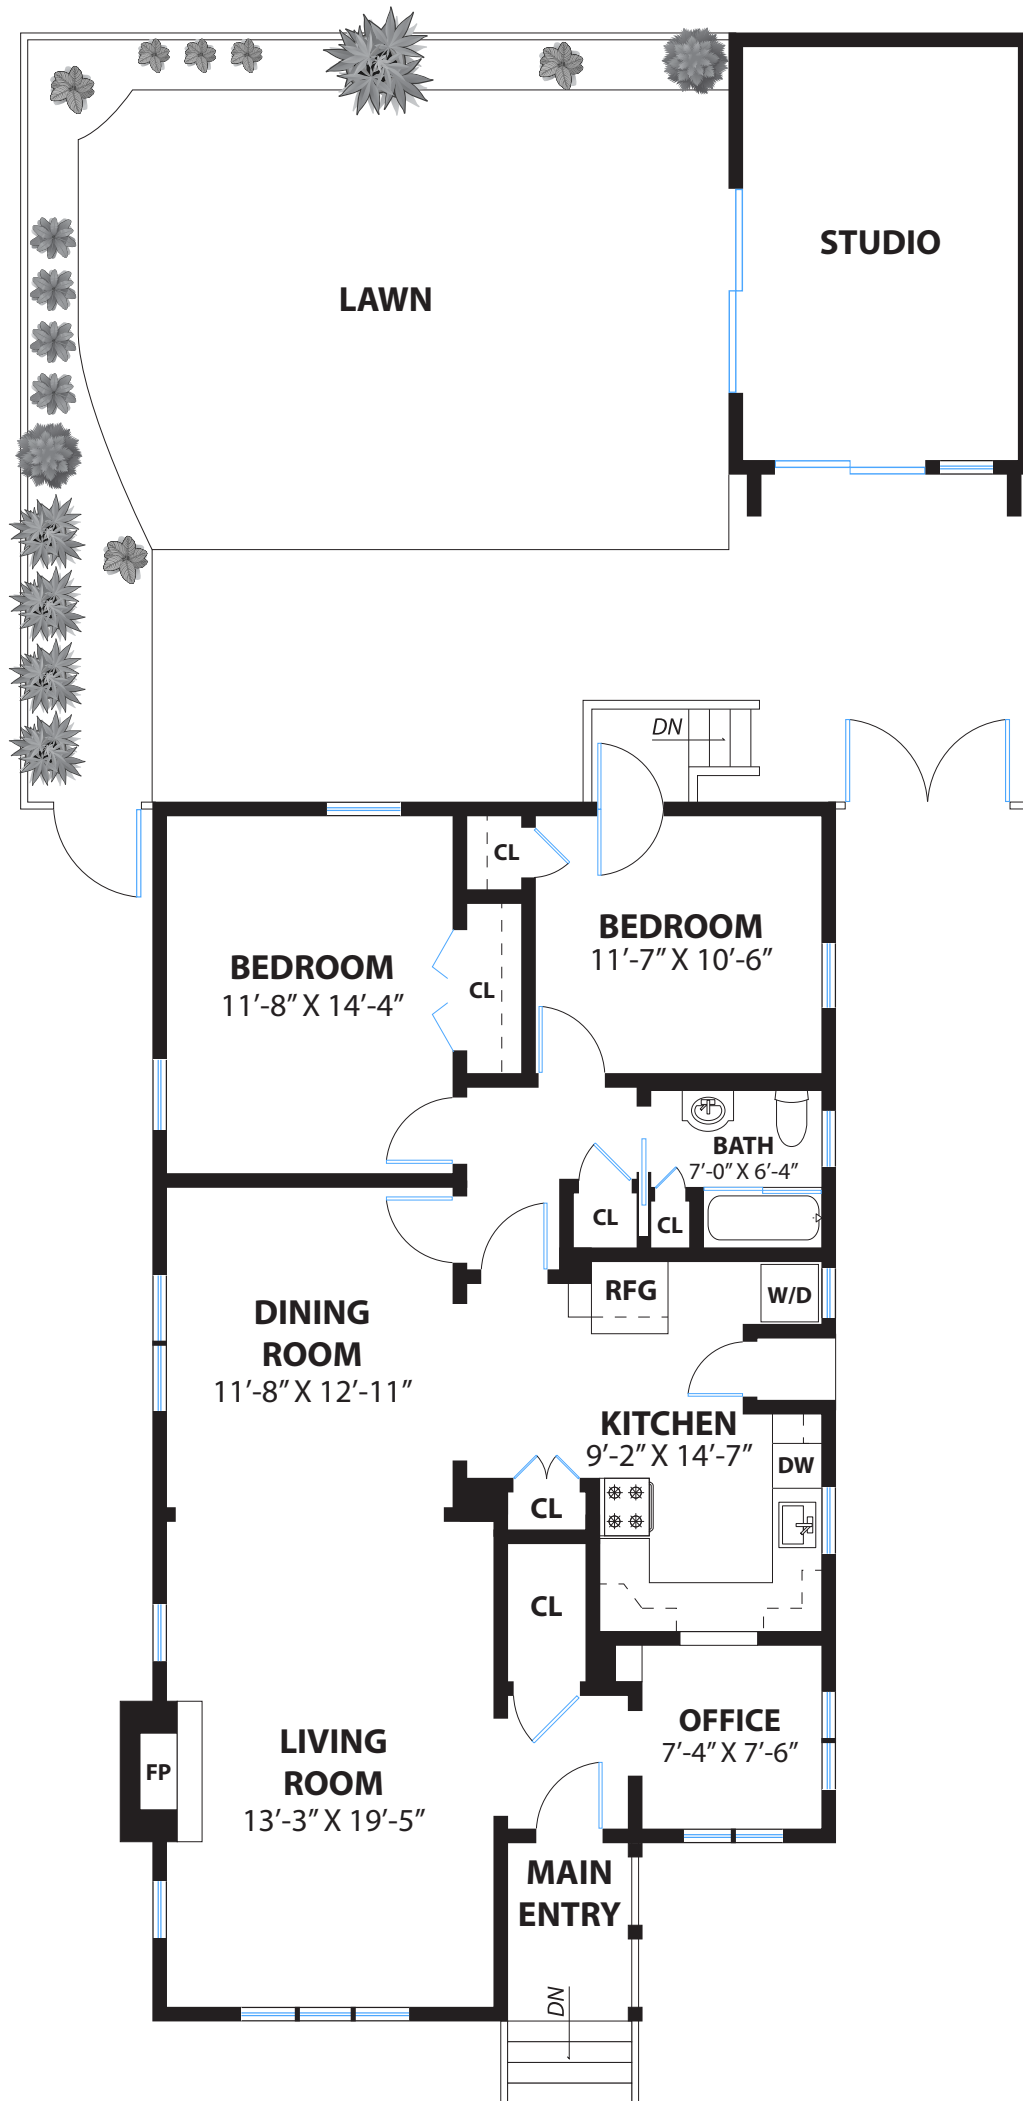 STUDIO
LAWN
DN
CL
BEDROOM
11′-7″ X 10′-6″
BEDROOM
11′-8″ X 14′-4″
CL
BATH
7′-0″ X 6′-4″
CL
CL
RFG
W/D
DINING
ROOM
11′-8″ X 12′-11″
KITCHEN
9′-2″ X 14′-7″
DW
CL
CL
OFFICE
7′-4″ X 7′-6″
LIVING
ROOM
13′-3″ X 19′-5″
FP
MAIN
ENTRY
DN